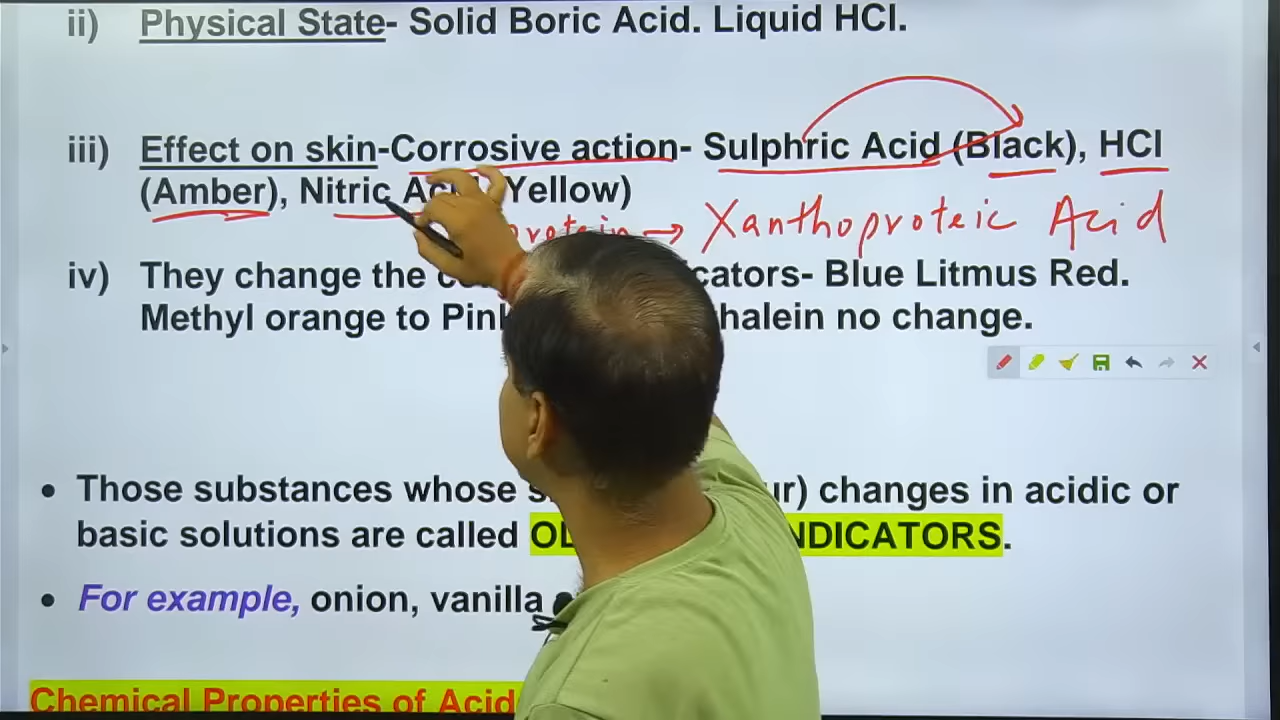 ii) Physical State- Solid Boric Acid. Liquid HCl.
iii) Effect on skin-Corrosive action- Sulphric Acid (Black), HCl
(Amber), Nitric Yellow)
protein → Xanthoproteic Acid
iv) They change the Blue Litmus Red.
Methyl orange to no change.
• Those substances whose changes in acidic or
basic solutions are called INDICATORS.
• For example, onion, vanilla
Chemical Properties of Acid